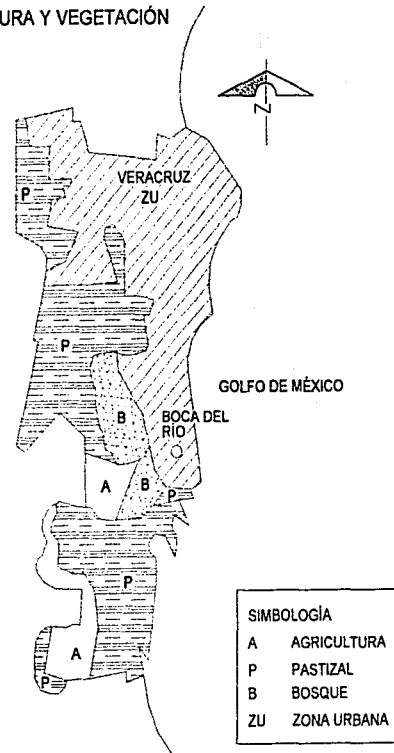 URA Y VEGETACIÓN
N
VERACRUZ
ZU
P
P
GOLFO DE MÉXICO
B
BOCA DEL
RÍO
A
B
P
P
A
P
SIMBOLOGÍA
A AGRICULTURA
P PASTIZAL
B BOSQUE
ZU ZONA URBANA